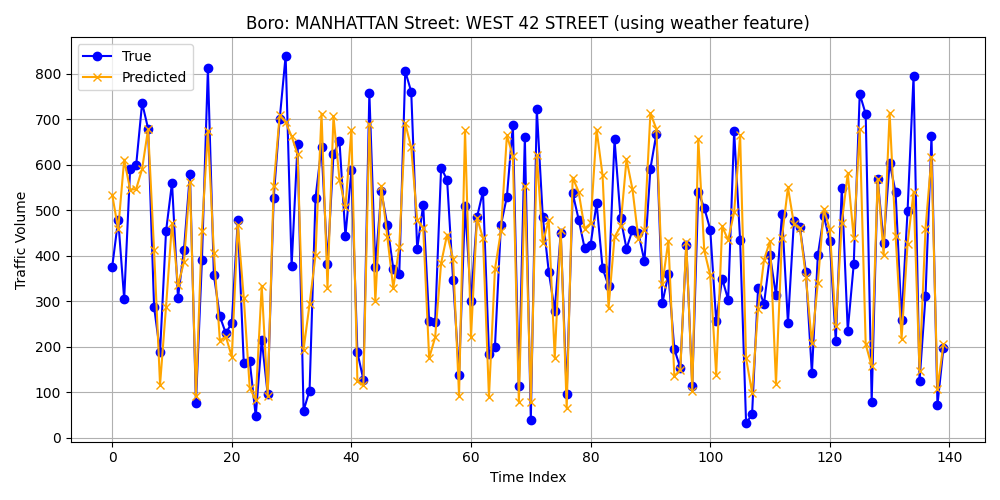 Boro: MANHATTAN Street: WEST 42 STREET (using weather feature)
True
Predicted
Traffic Volume
800
700
600
500
400
300
200
100
0
0 20 40 60 80 100 120 140
Time Index